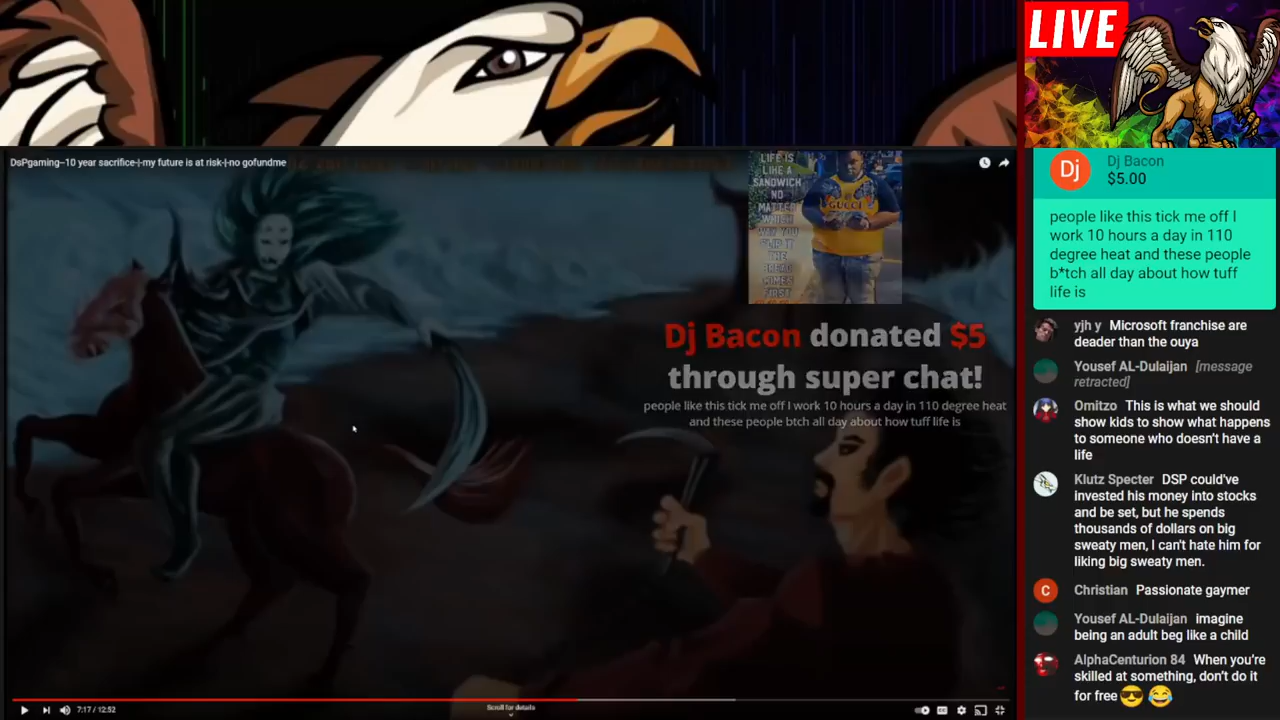 LIVE
DsPgaming--10 year sacrifice-|-my future is at risk-|-no gofundme
LIFE IS
LIKE A
SANDWICH
NO
MATTER
WHICH
WAY YOU
FLIP IT
THE
BREAD
COMES
FIRST
GUCCI
Dj Bacon donated $5
through super chat!
people like this tick me off I work 10 hours a day in 110 degree heat
and these people btch all day about how tuff life is
7:17 / 12:52
Scroll for details
Dj
Dj Bacon
$5.00
people like this tick me off I
work 10 hours a day in 110
degree heat and these people
b*tch all day about how tuff
life is
yjh y Microsoft franchise are
deader than the ouya
Yousef AL-Dulaijan [message
retracted]
Omitzo This is what we should
show kids to show what happens
to someone who doesn't have a
life
Klutz Specter DSP could've
invested his money into stocks
and be set, but he spends
thousands of dollars on big
sweaty men, I can't hate him for
liking big sweaty men.
C
Christian Passionate gaymer
Yousef AL-Dulaijan imagine
being an adult beg like a child
AlphaCenturion 84 When you're
skilled at something, don't do it
for free 😎 😂